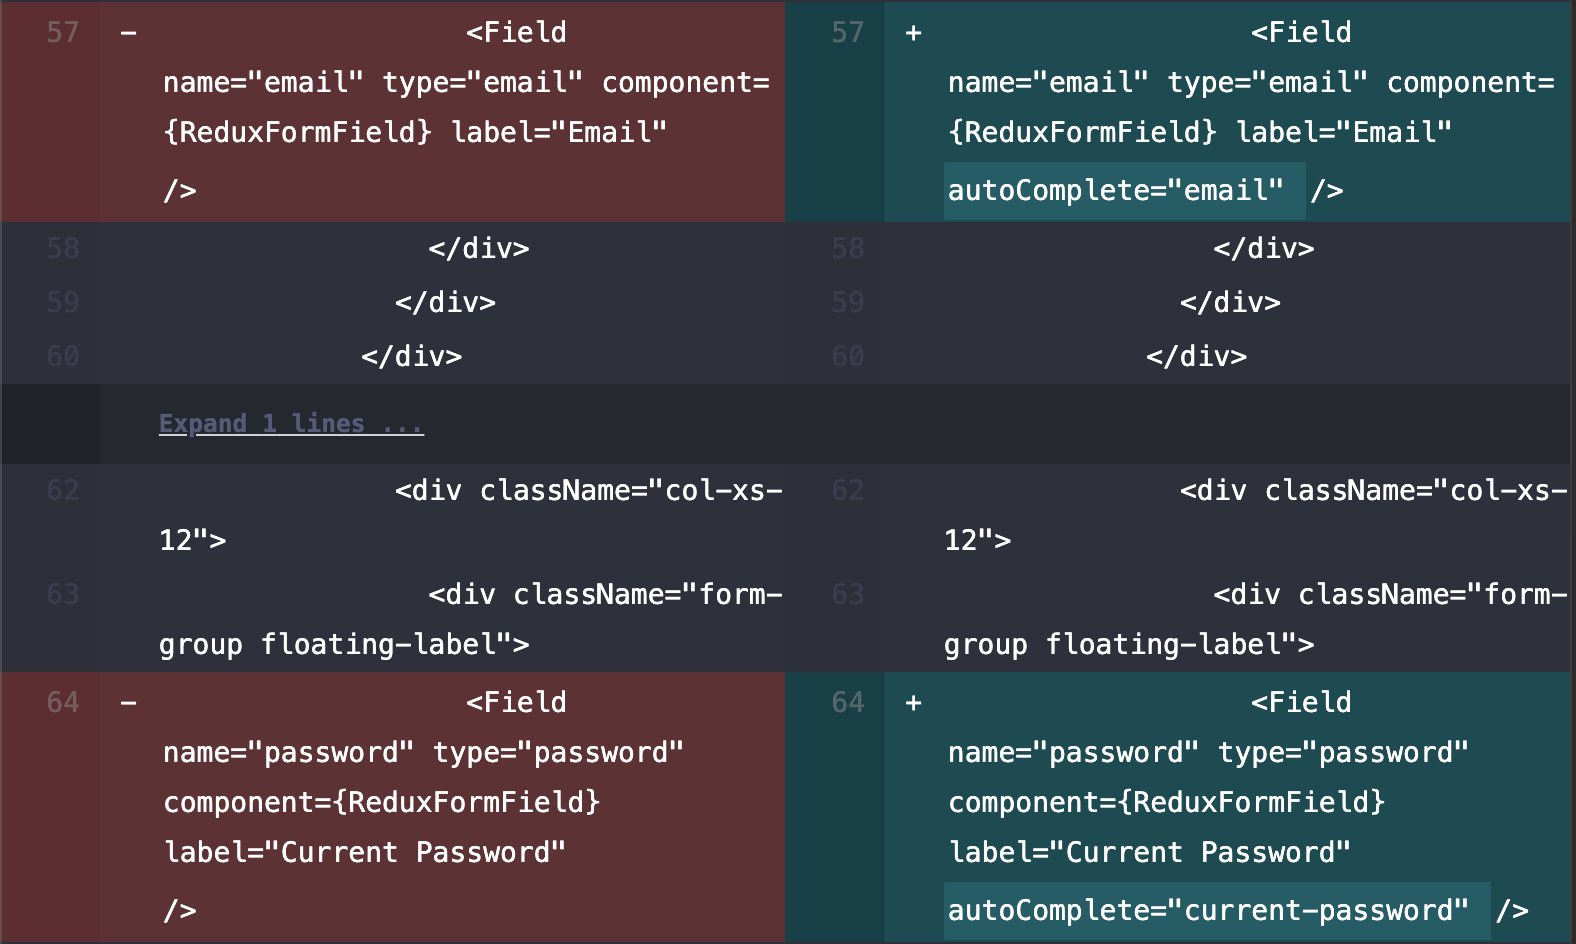 57 - <Field
name="email" type="email" component=
{ReduxFormField} label="Email"
/>
58 </div>
59 </div>
60 </div>
Expand 1 lines ...
62 <div className="col-xs-
12">
63 <div className="form-
group floating-label">
64 - <Field
name="password" type="password"
component={ReduxFormField}
label="Current Password"
/>
57 + <Field
name="email" type="email" component=
{ReduxFormField} label="Email"
autoComplete="email" />
58 </div>
59 </div>
60 </div>
62 <div className="col-xs-
12">
63 <div className="form-
group floating-label">
64 + <Field
name="password" type="password"
component={ReduxFormField}
label="Current Password"
autoComplete="current-password" />